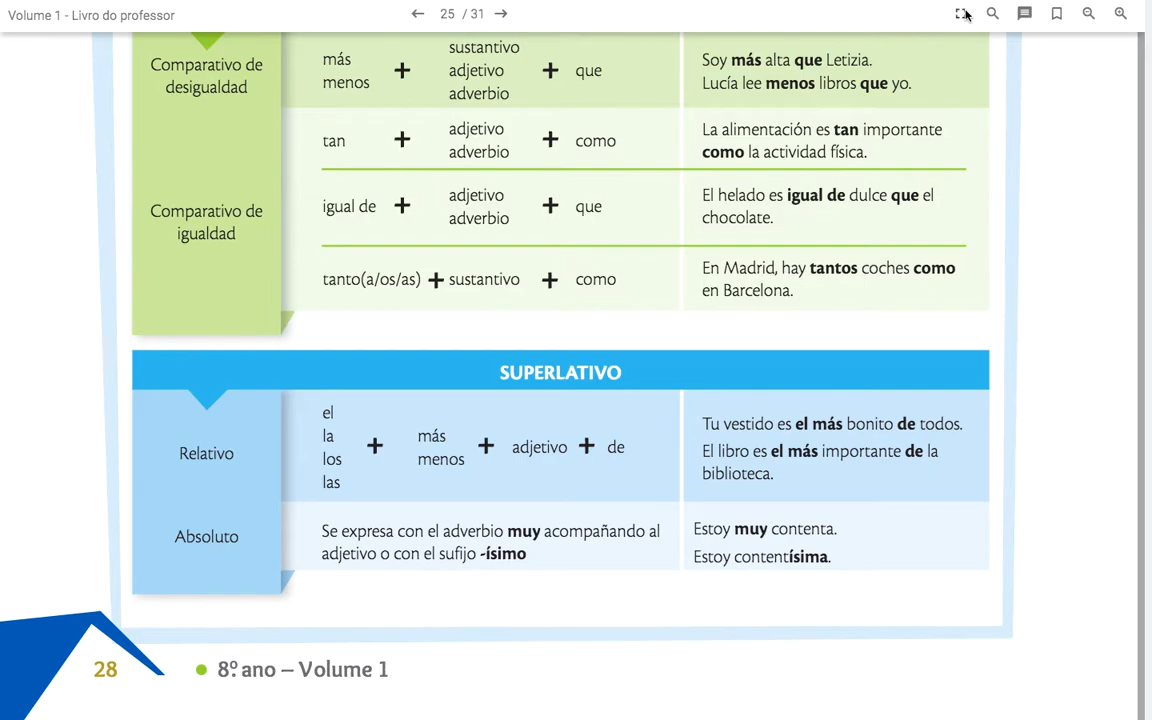 Volume 1 - Livro do professor
25 / 31
Comparativo de
desigualdad
más
menos
+
sustantivo
adjetivo
adverbio
+
que
Soy más alta que Letizia.
Lucía lee menos libros que yo.
Comparativo de
igualdad
tan
+
adjetivo
adverbio
+
como
La alimentación es tan importante
como la actividad física.
igual de
+
adjetivo
adverbio
+
que
El helado es igual de dulce que el
chocolate.
tanto(a/os/as) + sustantivo + como
En Madrid, hay tantos coches como
en Barcelona.
SUPERLATIVO
Relativo
el
la
los
las
+
más
menos
+
adjetivo + de
Tu vestido es el más bonito de todos.
El libro es el más importante de la
biblioteca.
Absoluto
Se expresa con el adverbio muy acompañando al
adjetivo o con el sufijo -ísimo
Estoy muy contenta.
Estoy contentísima.
28
8º. ano – Volume 1